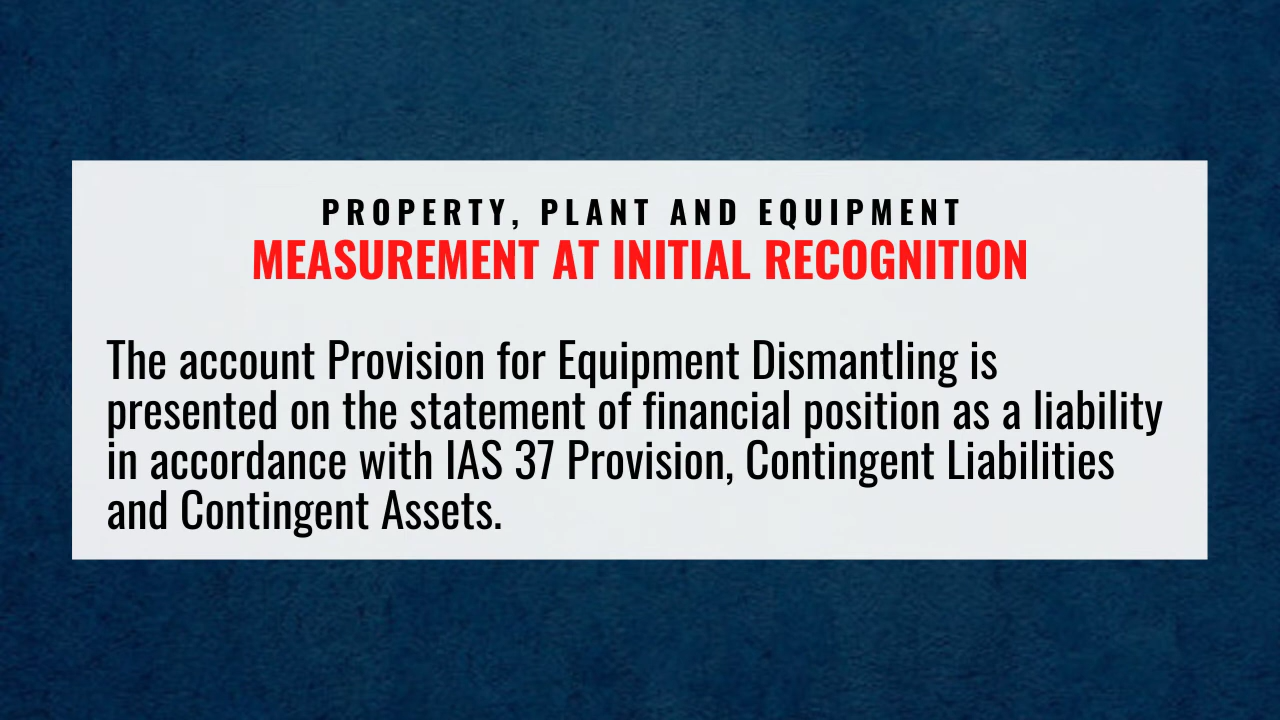 PROPERTY, PLANT AND EQUIPMENT
MEASUREMENT AT INITIAL RECOGNITION
The account Provision for Equipment Dismantling is
presented on the statement of financial position as a liability
in accordance with IAS 37 Provision, Contingent Liabilities
and Contingent Assets.